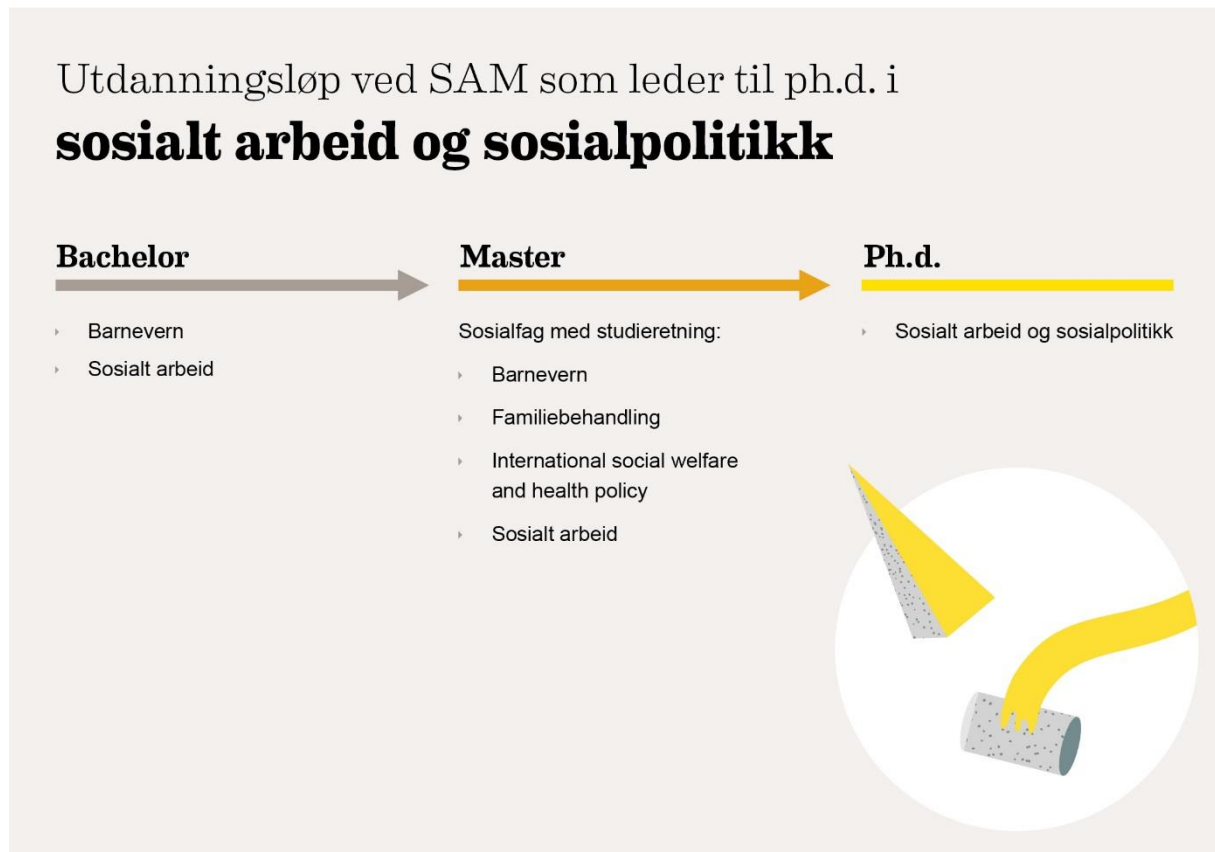 Utdanningsløp ved SAM som leder til ph.d. i
sosialt arbeid og sosialpolitikk
Bachelor
Barnevern
Sosialt arbeid
Master
Sosialfag med studieretning:
Barnevern
Familiebehandling
International social welfare
and health policy
Sosialt arbeid
Ph.d.
Sosialt arbeid og sosialpolitikk